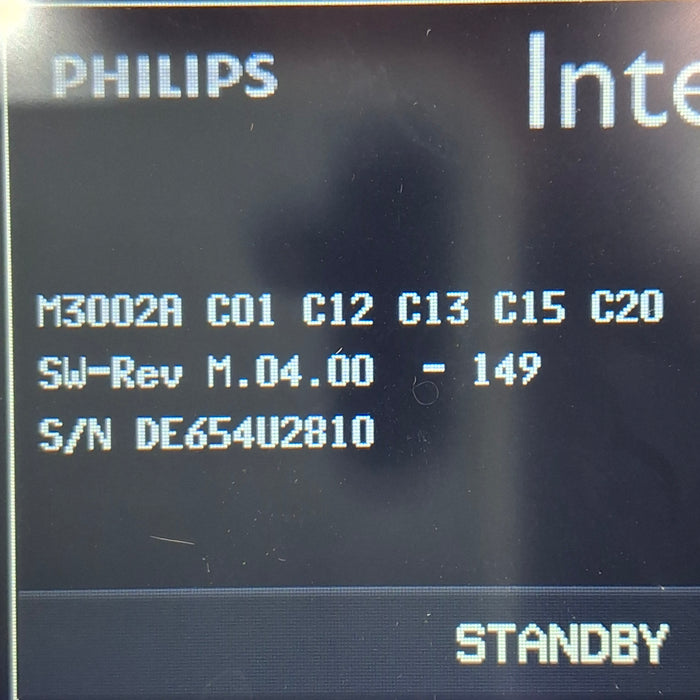 PHILIPS
Inte
M3002A C01 C12 C13 C15 C20
SW-Rev M.04.00 - 149
S/N DE654U2810
STANDBY